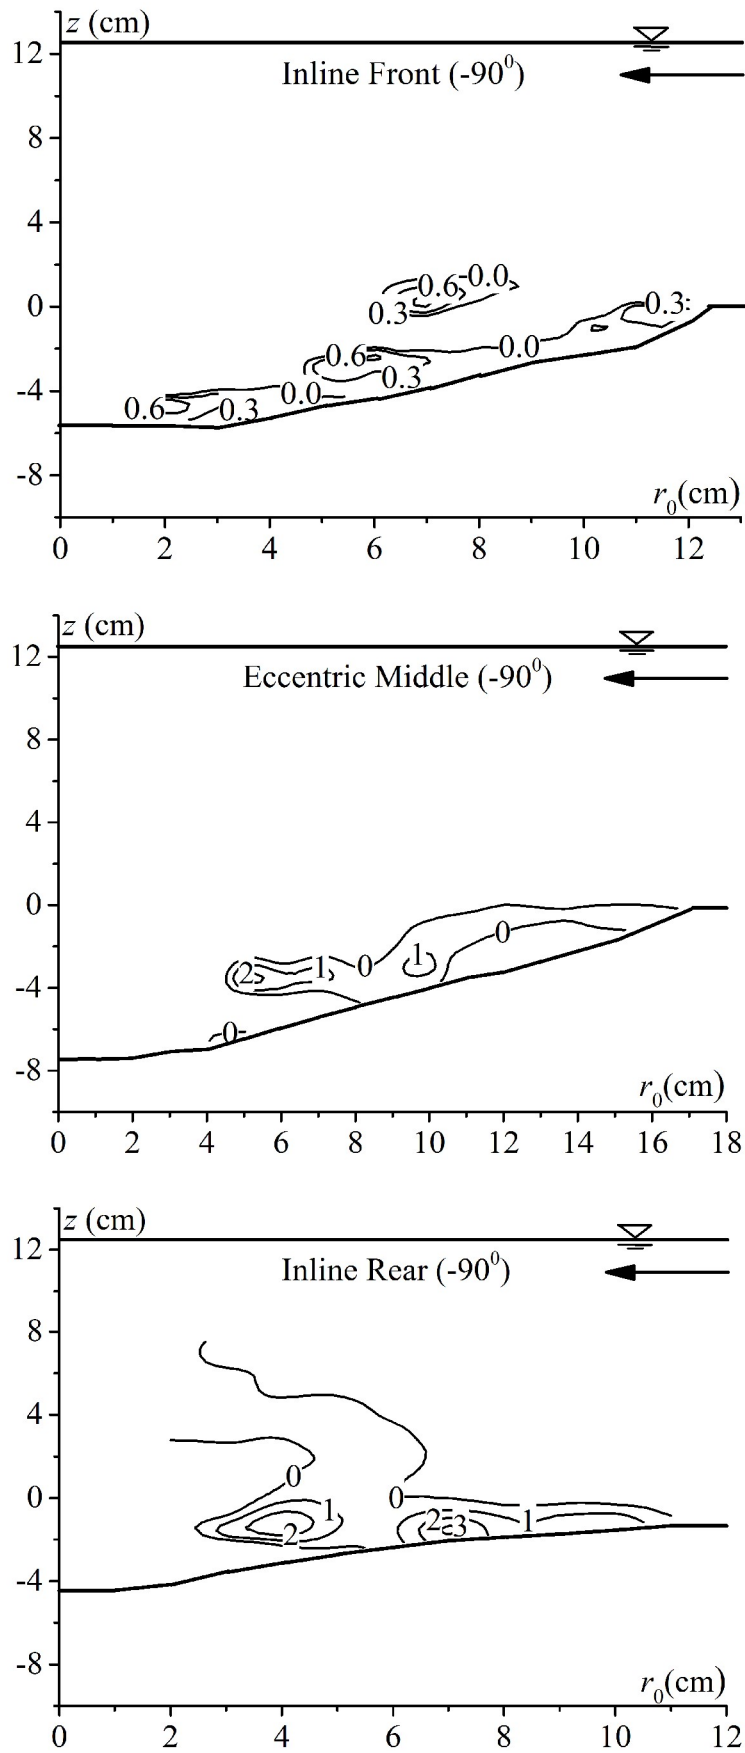 z (cm)
12
Inline Front (-90⁰)
8
4
0.6 0.0
0 0.3 0.3
0.6 0.0
-4 0.3
0.6 0.3 0.0
-8
r₀(cm)
0 2 4 6 8 10 12
z (cm)
12
Eccentric Middle (-90⁰)
8
4
0
0
2 1 0 1
-4
0
-8
r₀(cm)
0 2 4 6 8 10 12 14 16 18
z (cm)
12
Inline Rear (-90⁰)
8
4
0
0 0
1 2 3 1
2
-4
-8
r₀(cm)
0 2 4 6 8 10 12